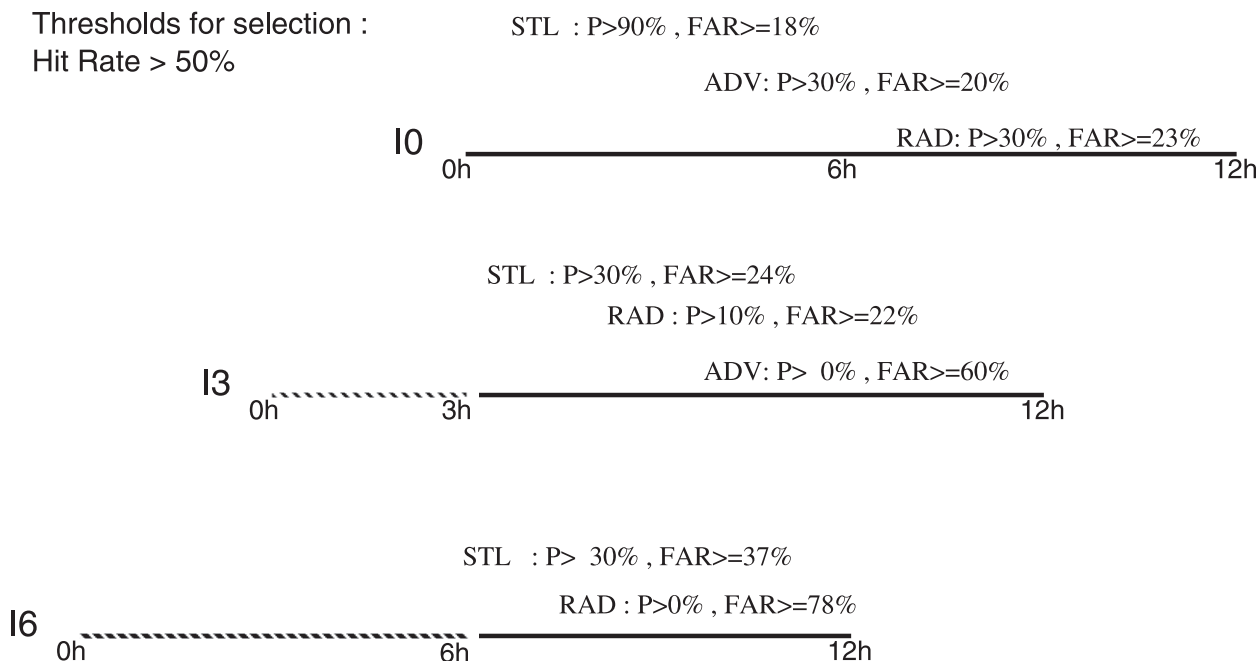 Thresholds for selection :
Hit Rate > 50%
STL : P>90% , FAR>=18%
ADV: P>30% , FAR>=20%
RAD: P>30% , FAR>=23%
I0
0h 6h 12h
STL : P>30% , FAR>=24%
RAD : P>10% , FAR>=22%
ADV: P> 0% , FAR>=60%
I3
0h 3h 12h
STL : P> 30% , FAR>=37%
RAD : P>0% , FAR>=78%
I6
0h 6h 12h